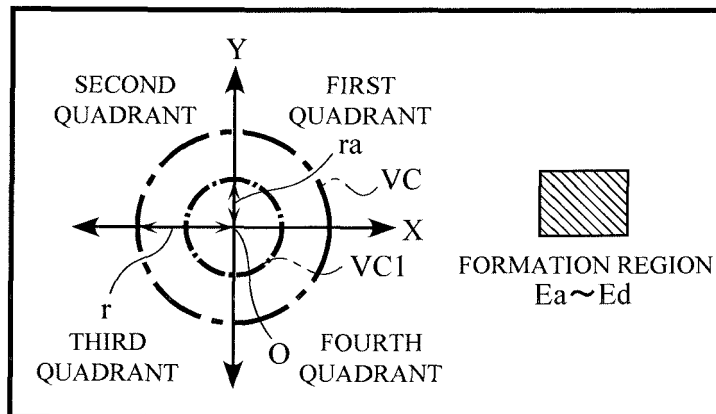 Y
SECOND
QUADRANT
FIRST
QUADRANT
ra
VC
X
VC1
r
O
THIRD
QUADRANT
FOURTH
QUADRANT
FORMATION REGION
Ea～Ed